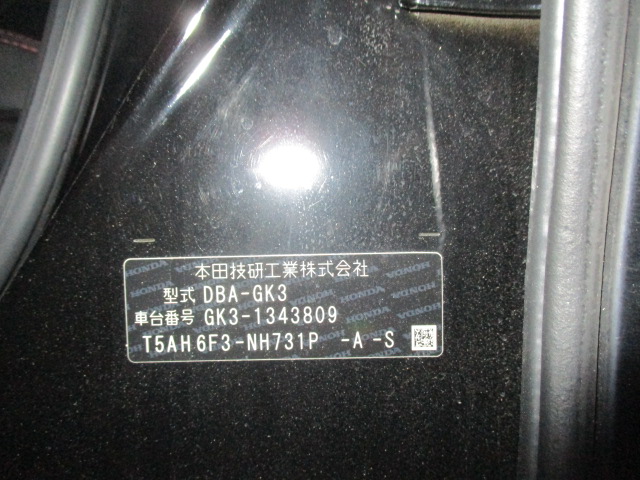 本田技研工業株式会社
型式 DBA-GK3
車台番号 GK3-1343809
T5AH6F3-NH731P -A-S